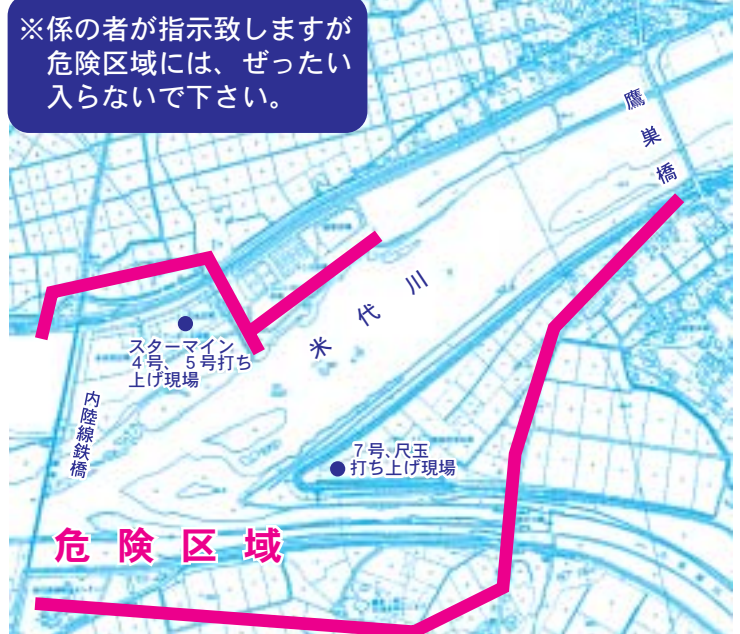 ※係の者が指示致しますが
危険区域には、ぜったい
入らないで下さい。
鷹巣橋
米代川
スターマイン
4号、5号打ち
上げ現場
内陸線鉄橋
7号、尺玉
打ち上げ現場
危険区域